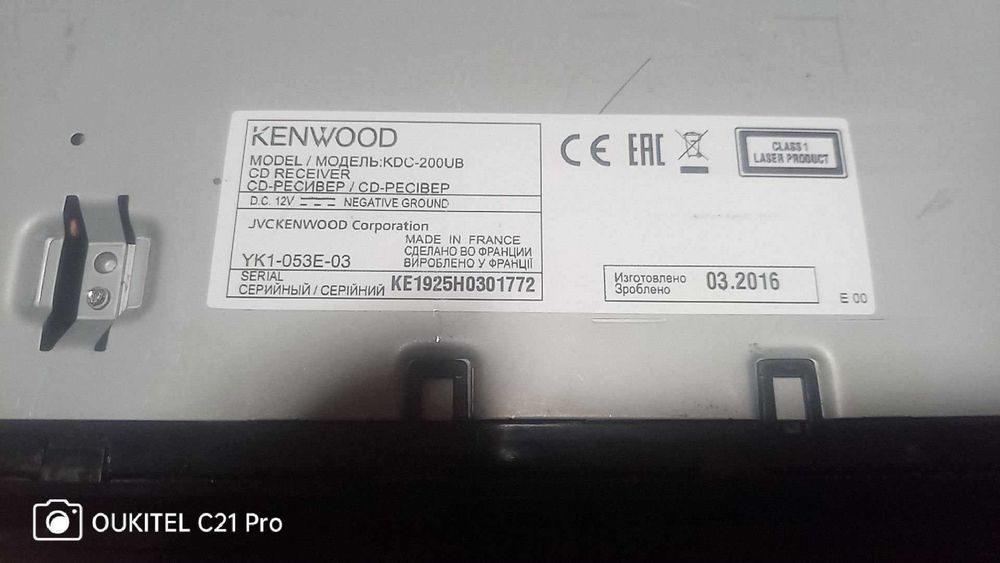 KENWOOD
MODEL / МОДЕЛЬ:KDC-200UB
CD RECEIVER
CD-РЕСИВЕР / CD-РЕСІВЕР
D.C. 12V NEGATIVE GROUND
JVCKENWOOD Corporation
MADE IN FRANCE
СДЕЛАНО ВО ФРАНЦИИ
YK1-053E-03 ВИРОБЛЕНО У ФРАНЦІЇ
SERIAL
СЕРИЙНЫЙ / СЕРІЙНИЙ KE1925H0301772
CE EAC
CLASS 1
LASER PRODUCT
Изготовлено
Зроблено 03.2016
E 00
OUKITEL C21 Pro